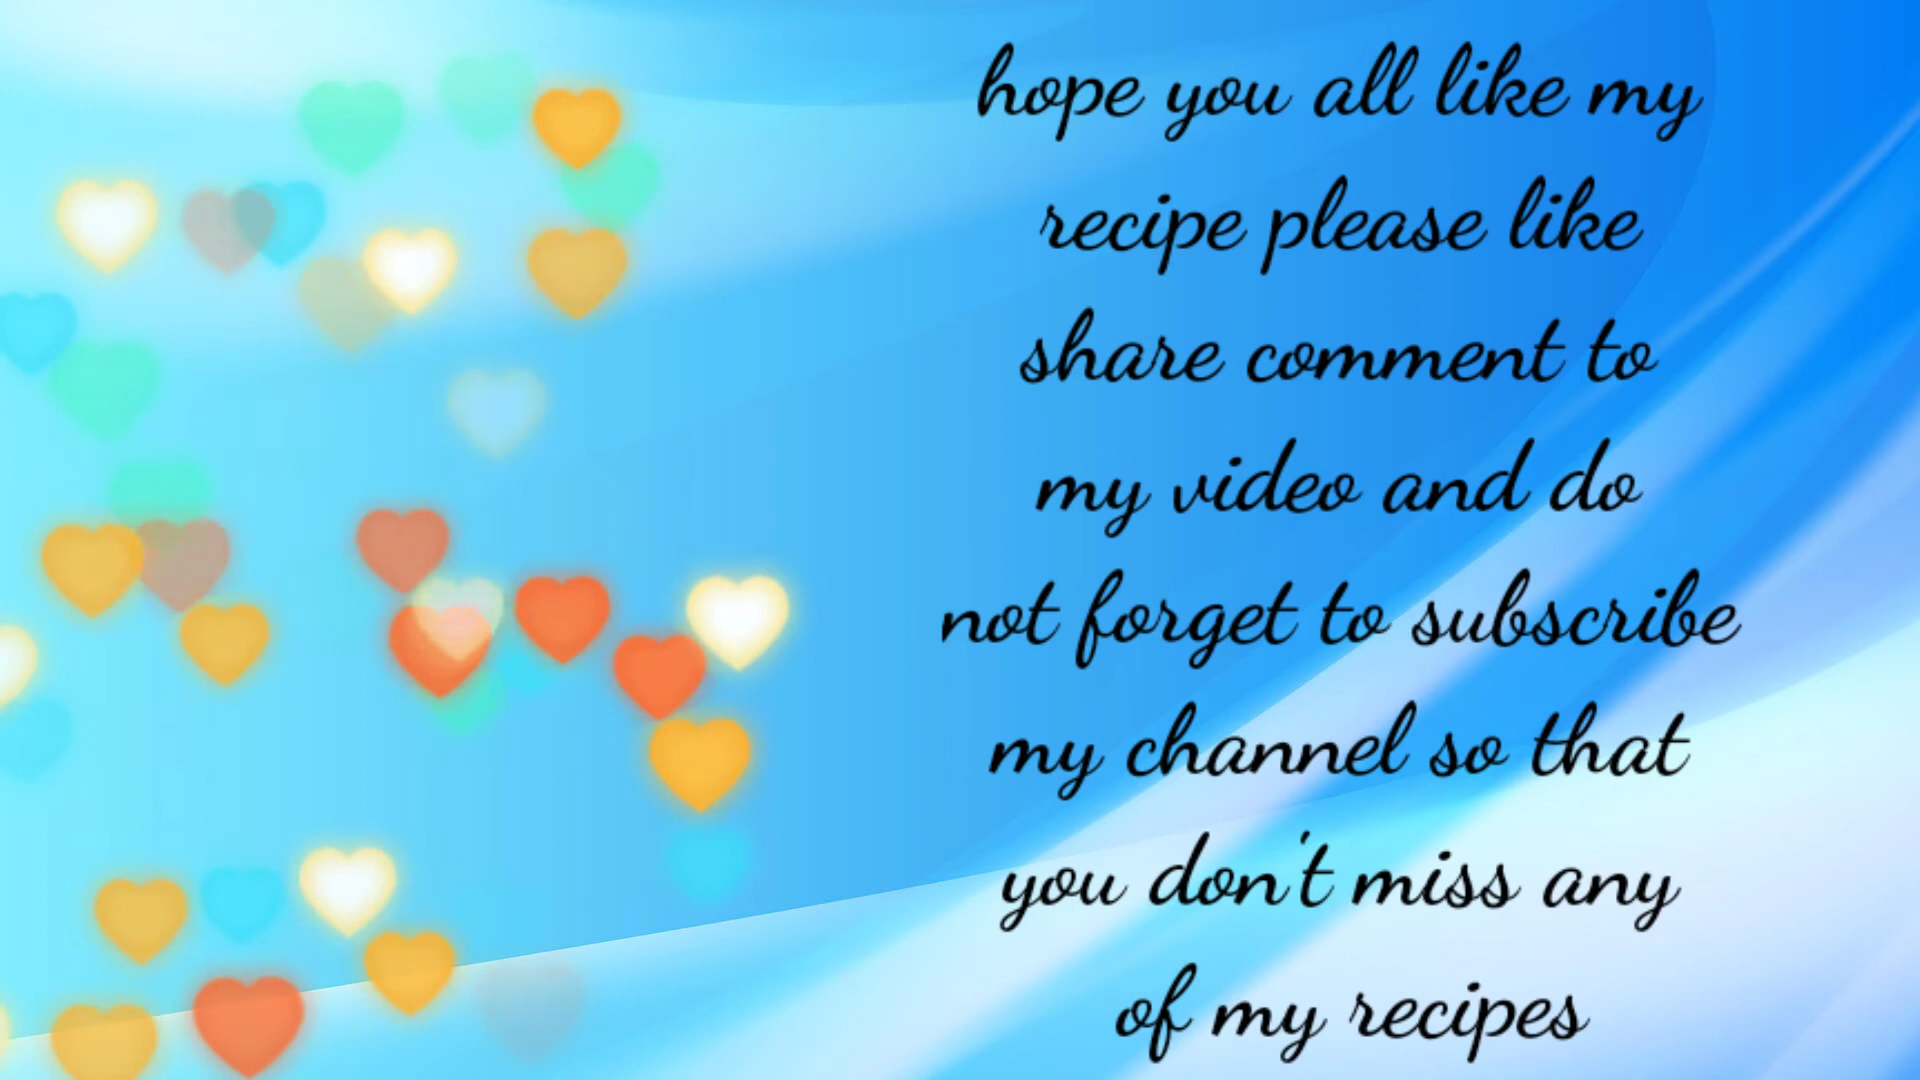 hope you all like my
recipe please like
share comment to
my video and do
not forget to subscribe
my channel so that
you don't miss any
of my recipes